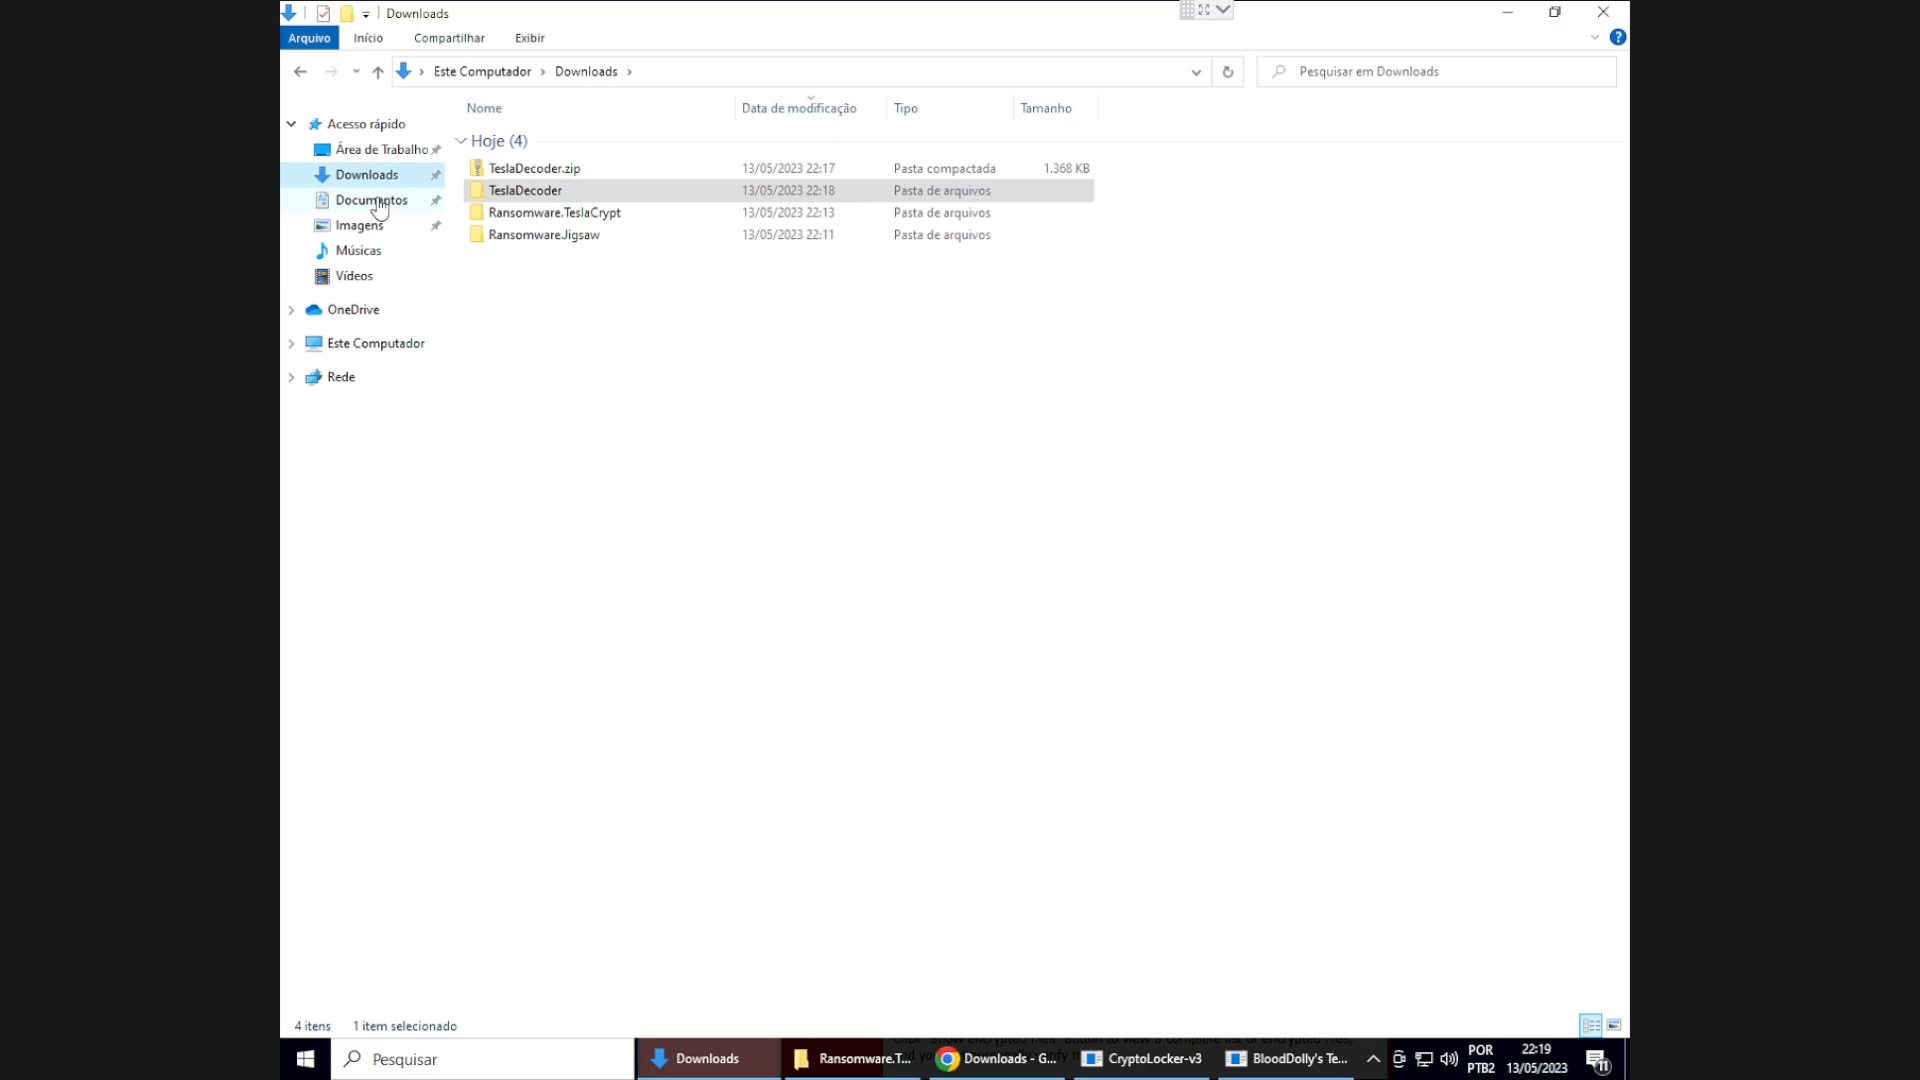 Downloads
Arquivo Início Compartilhar Exibir
Este Computador Downloads
Pesquisar em Downloads
Nome Data de modificação Tipo Tamanho
Acesso rápido
Área de Trabalho
Downloads
Documentos
Imagens
Músicas
Vídeos
OneDrive
Este Computador
Rede
Hoje (4)
TeslaDecoder.zip 13/05/2023 22:17 Pasta compactada 1.368 KB
TeslaDecoder 13/05/2023 22:18 Pasta de arquivos
Ransomware.TeslaCrypt 13/05/2023 22:13 Pasta de arquivos
Ransomware.Jigsaw 13/05/2023 22:11 Pasta de arquivos
4 itens 1 item selecionado
Pesquisar
Downloads
Ransomware.T...
Downloads - G...
CryptoLocker-v3
BloodDolly's Te...
POR
PTB2
22:19
13/05/2023
11